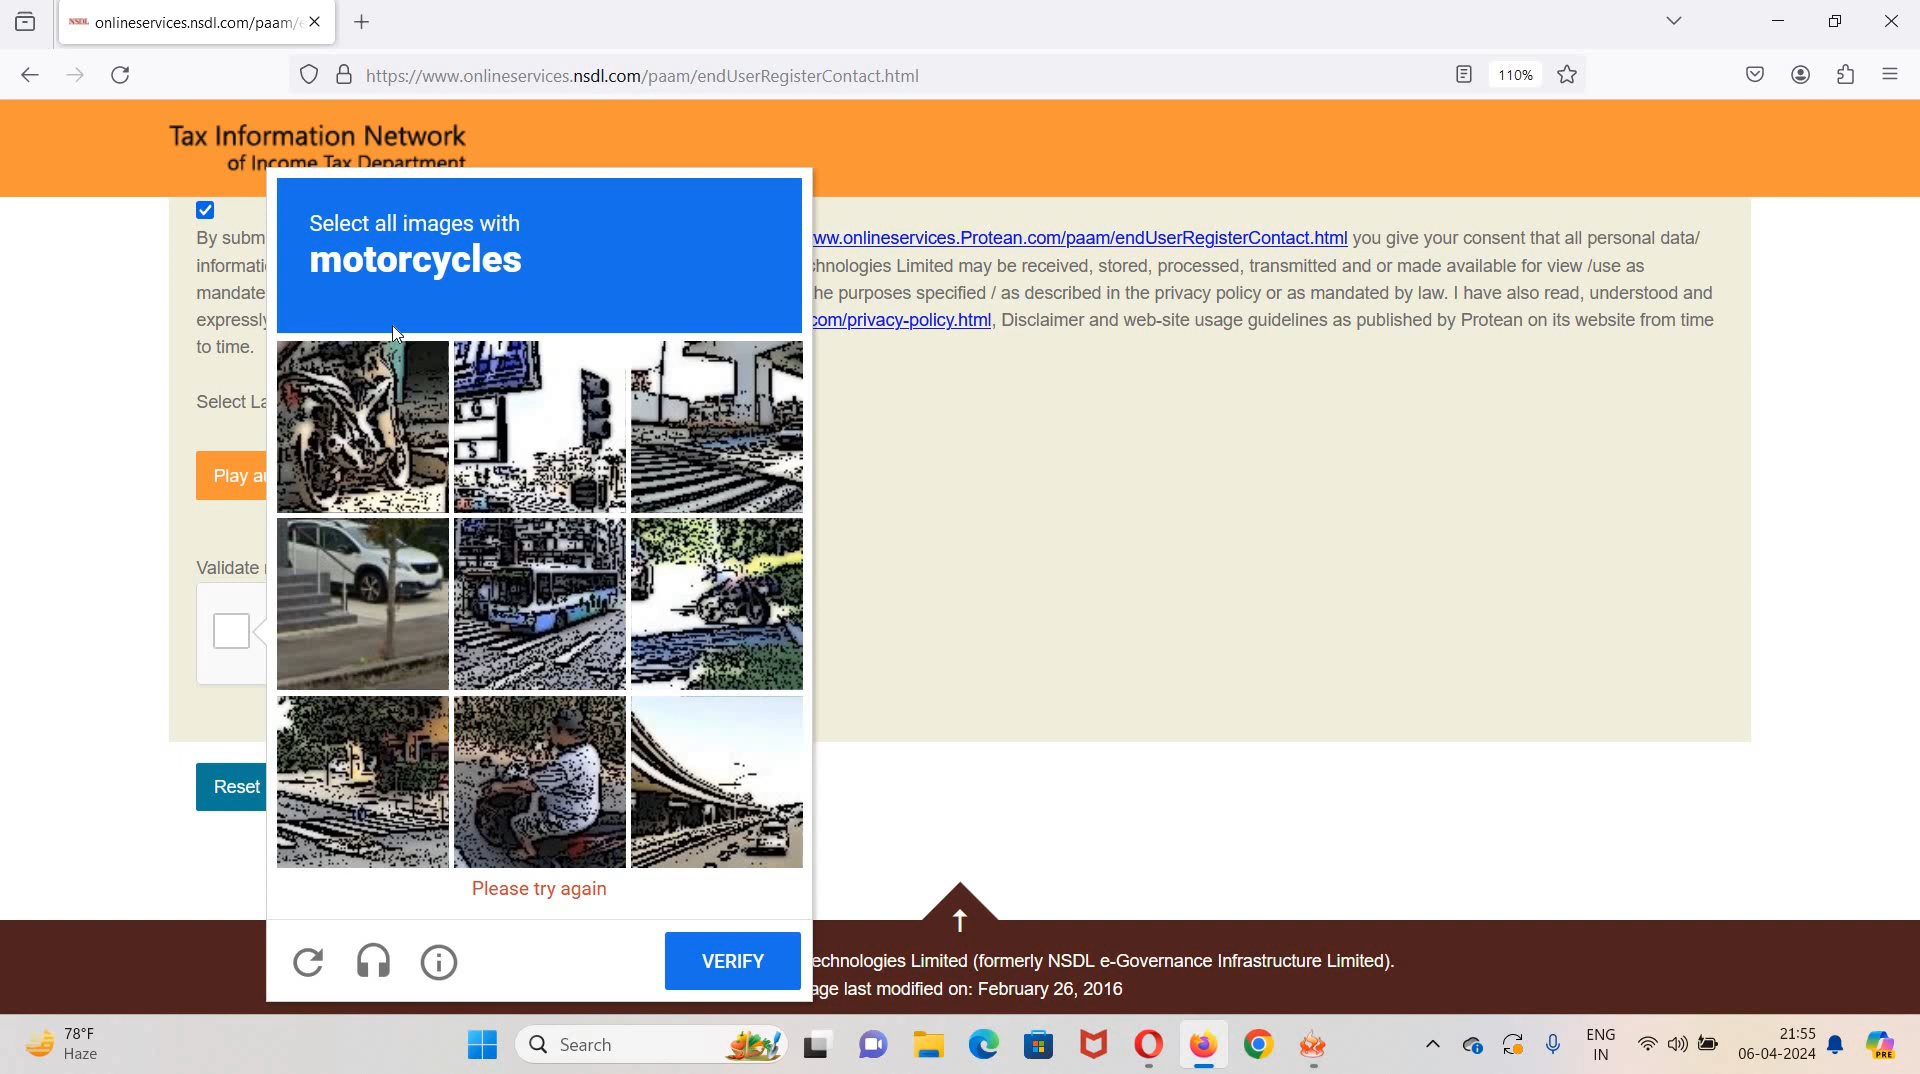 NSDL onlineservices.nsdl.com/paam/e
https://www.onlineservices.nsdl.com/paam/endUserRegisterContact.html
110%
Tax Information Network
of Income Tax Department
Select all images with
motorcycles
By subm
ww.onlineservices.Protean.com/paam/endUserRegisterContact.html you give your consent that all personal data/
informati
chnologies Limited may be received, stored, processed, transmitted and or made available for view /use as
mandate
he purposes specified / as described in the privacy policy or as mandated by law. I have also read, understood and
expressly
com/privacy-policy.html, Disclaimer and web-site usage guidelines as published by Protean on its website from time
to time.
Select La
Play au
Validate
Reset
Please try again
VERIFY
echnologies Limited (formerly NSDL e-Governance Infrastructure Limited).
age last modified on: February 26, 2016
78°F
Haze
Search
ENG
IN
21:55
06-04-2024
PRE